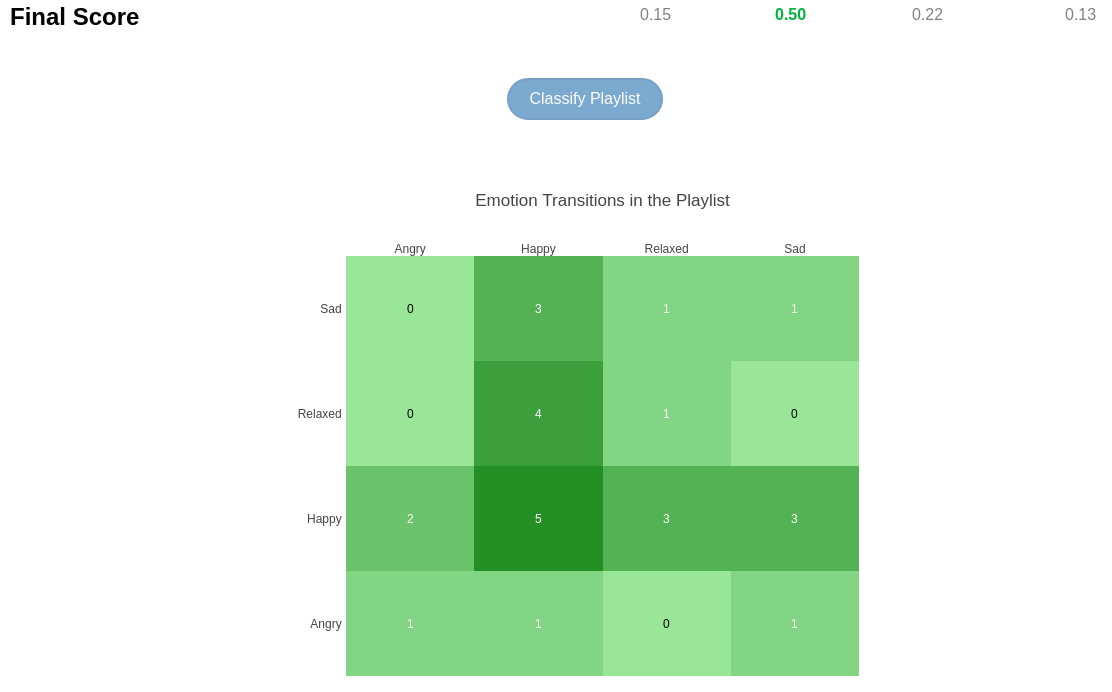 Final Score 0.15 0.50 0.22 0.13
Classify Playlist
Emotion Transitions in the Playlist
Angry Happy Relaxed Sad
Sad 0 3 1 1
Relaxed 0 4 1 0
Happy 2 5 3 3
Angry 1 1 0 1